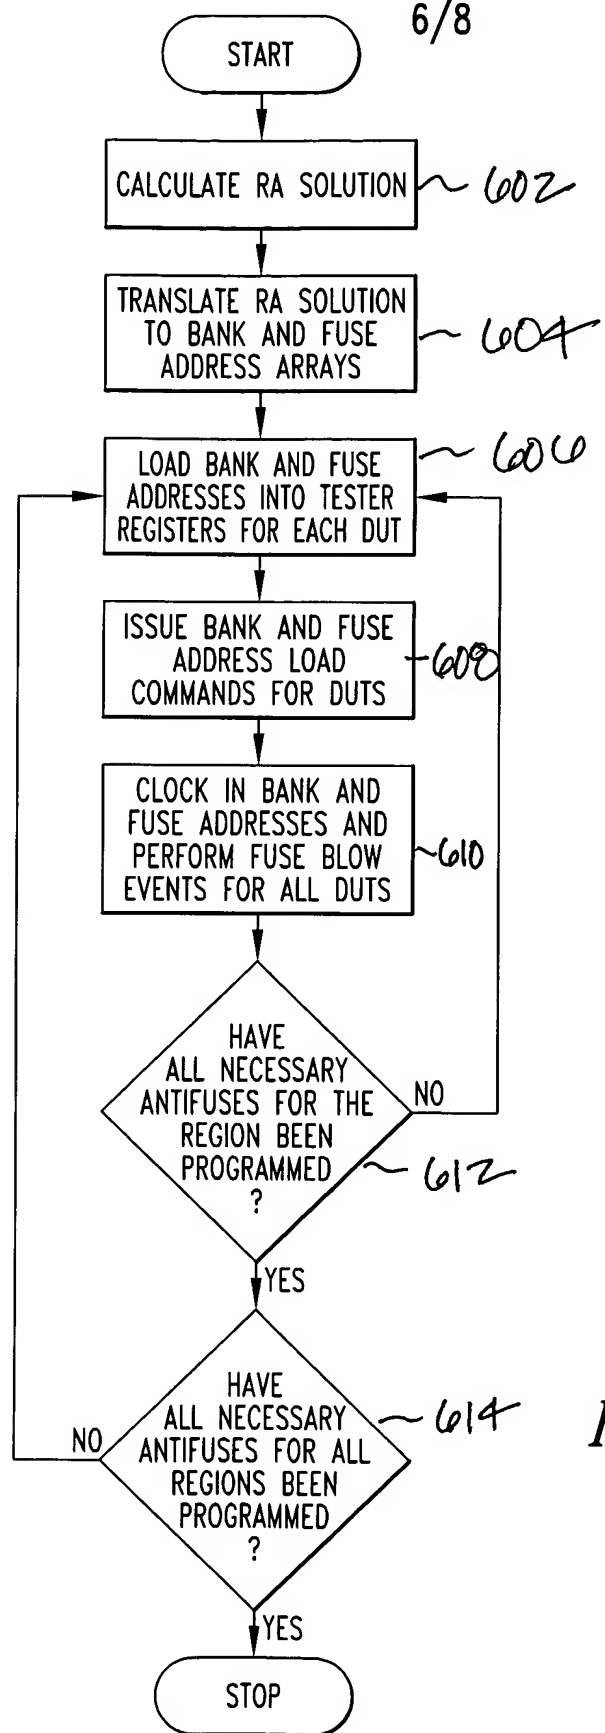 6/8
START
CALCULATE RA SOLUTION
602
TRANSLATE RA SOLUTION
TO BANK AND FUSE
ADDRESS ARRAYS
604
606
LOAD BANK AND FUSE
ADDRESSES INTO TESTER
REGISTERS FOR EACH DUT
ISSUE BANK AND FUSE
ADDRESS LOAD
COMMANDS FOR DUTS
608
CLOCK IN BANK AND
FUSE ADDRESSES AND
PERFORM FUSE BLOW
EVENTS FOR ALL DUTS
610
HAVE
ALL NECESSARY
ANTIFUSES FOR THE
REGION BEEN
PROGRAMMED
?
NO
612
YES
HAVE
ALL NECESSARY
ANTIFUSES FOR ALL
REGIONS BEEN
PROGRAMMED
?
614
NO
YES
STOP